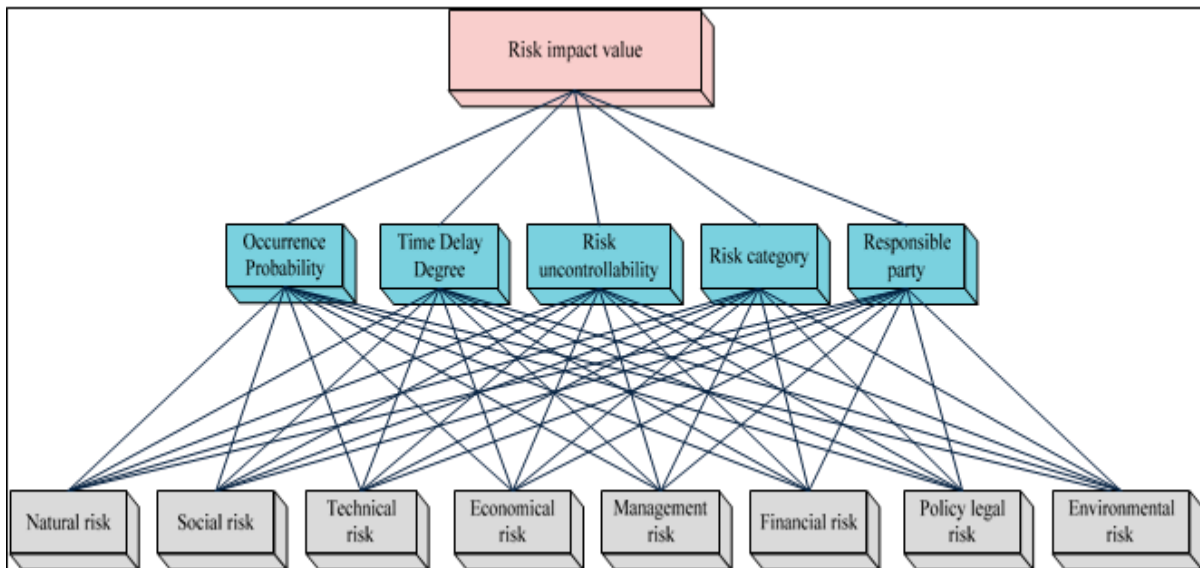 Risk impact value
Occurrence
Probability
Time Delay
Degree
Risk
uncontrollability
Risk category
Responsible
party
Natural risk
Social risk
Technical
risk
Economical
risk
Management
risk
Financial risk
Policy legal
risk
Environmental
risk